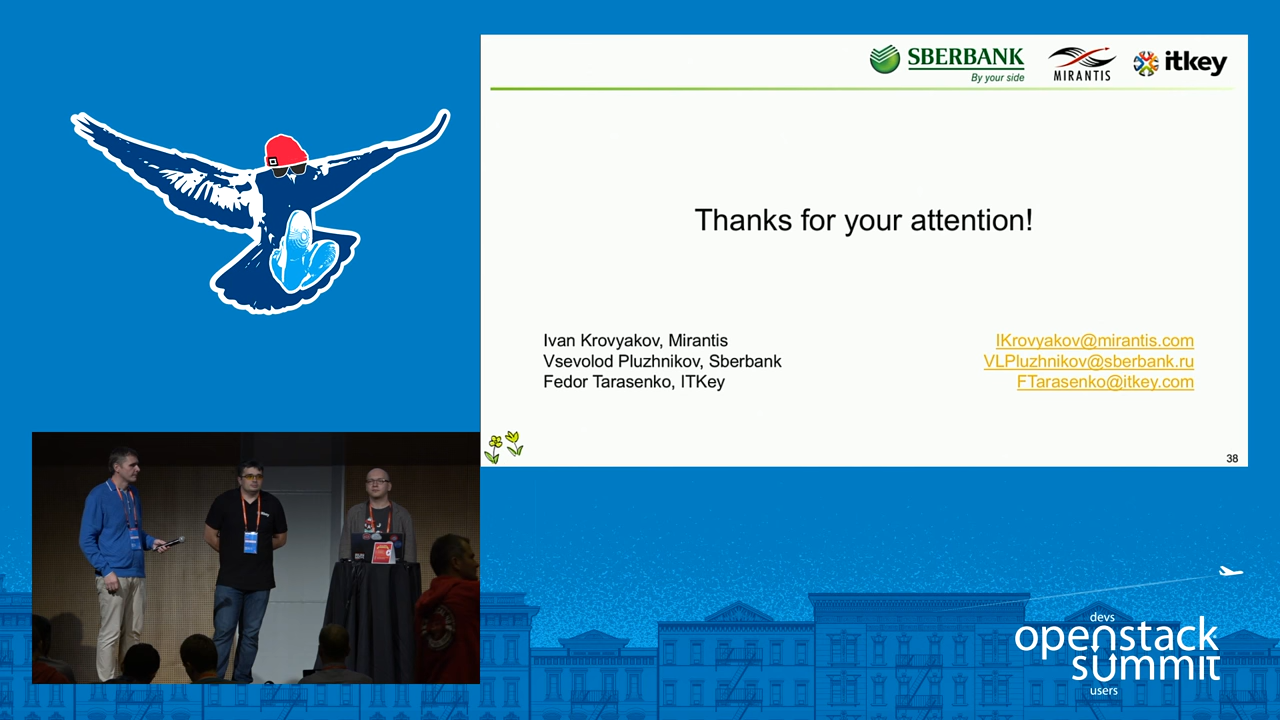 SBERBANK
By your side
MIRANTIS
itkey
Thanks for your attention!
Ivan Krovyakov, Mirantis
IKrovyakov@mirantis.com
Vsevolod Pluzhnikov, Sberbank
VLPluzhnikov@sberbank.ru
Fedor Tarasenko, ITKey
FTarasenko@itkey.com
38
devs
openstack
summit
users